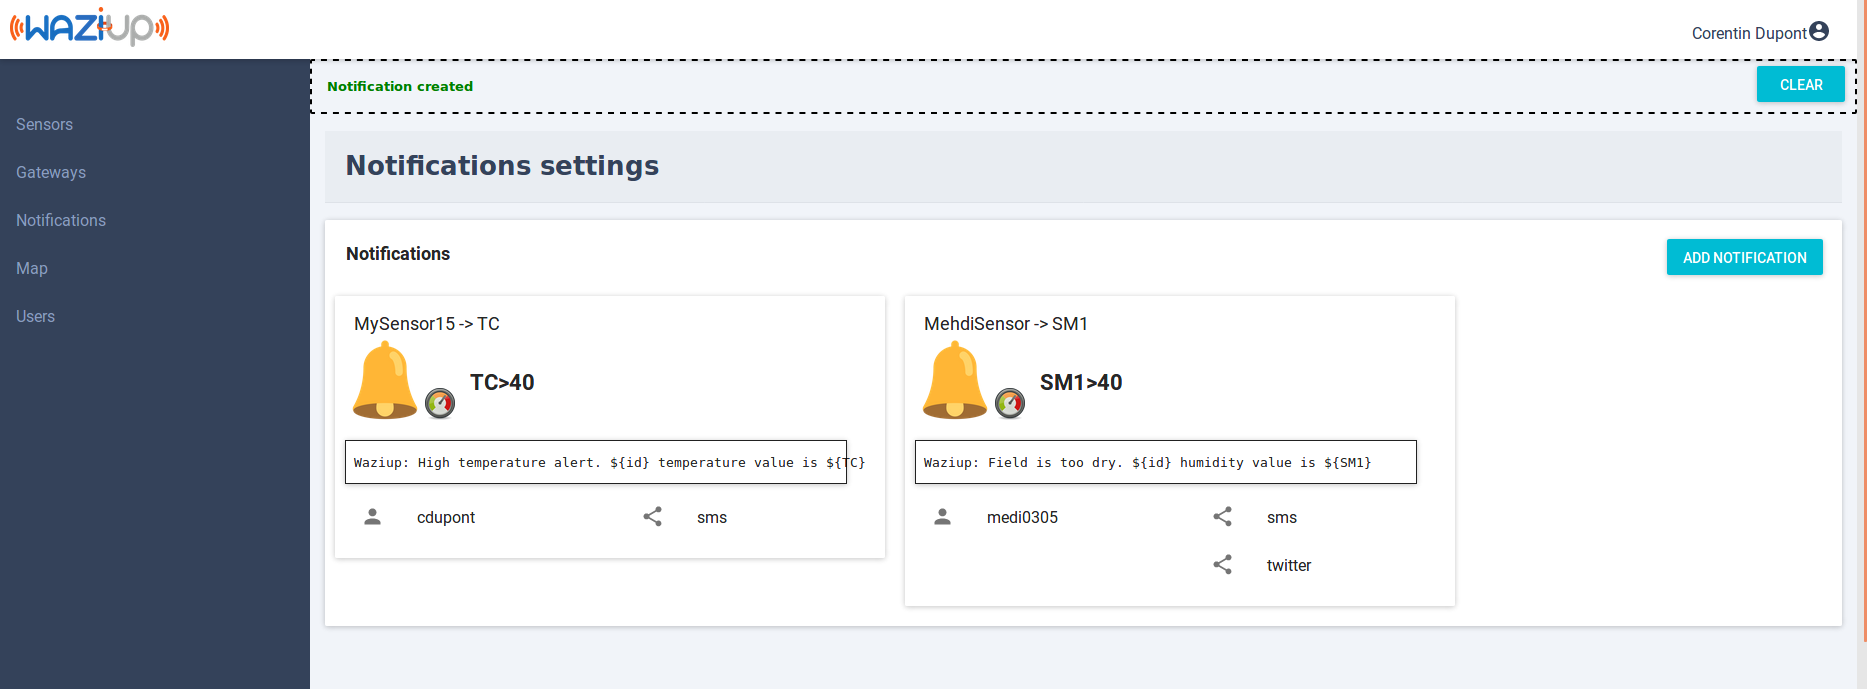 WAZIUP
Corentin Dupont
Notification created
CLEAR
Sensors
Gateways
Notifications
Map
Users
Notifications settings
Notifications
ADD NOTIFICATION
MySensor15 -> TC
TC>40
Waziup: High temperature alert. ${id} temperature value is ${TC}
cdupont
sms
MehdiSensor -> SM1
SM1>40
Waziup: Field is too dry. ${id} humidity value is ${SM1}
medi0305
sms
twitter